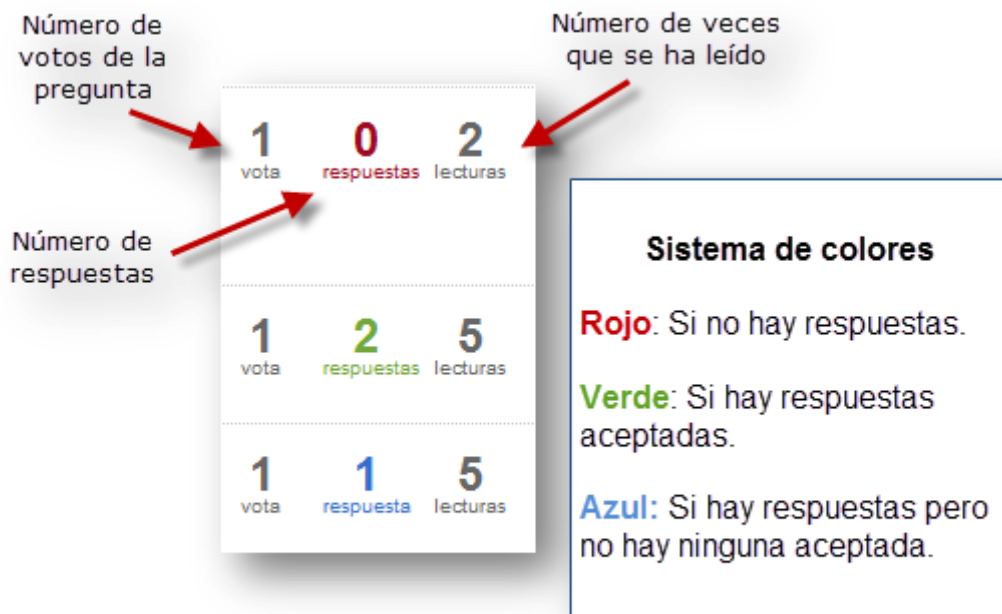 Número de
votos de la
pregunta
Número de veces
que se ha leído
1 0 2
vota respuestas lecturas
Número de
respuestas
1 2 5
vota respuestas lecturas
1 1 5
vota respuesta lecturas
Sistema de colores
Rojo: Si no hay respuestas.
Verde: Si hay respuestas
aceptadas.
Azul: Si hay respuestas pero
no hay ninguna aceptada.